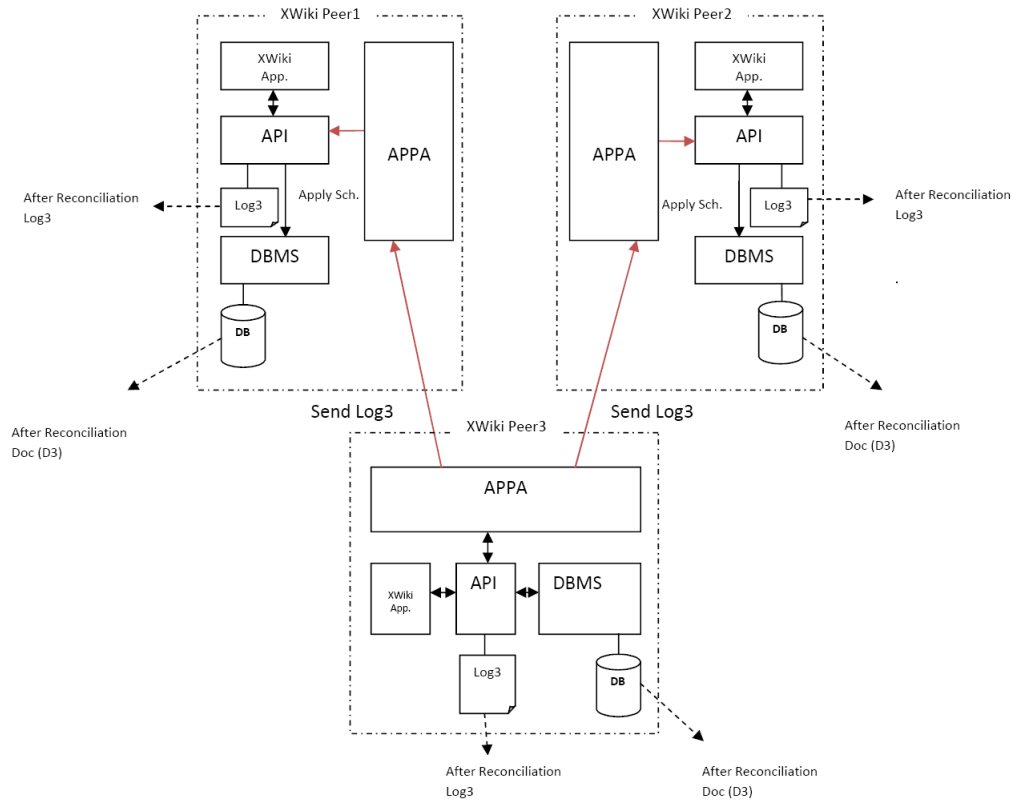 XWiki Peer1
XWiki
App.
API
APPA
Apply Sch.
Log3
DBMS
DB
After Reconciliation
Log3
After Reconciliation
Doc (D3)
XWiki Peer2
XWiki
App.
APPA
API
Apply Sch.
Log3
DBMS
DB
After Reconciliation
Log3
.
After Reconciliation
Doc (D3)
Send Log3
Send Log3
XWiki Peer3
APPA
XWiki
App.
API
DBMS
Log3
DB
After Reconciliation
Log3
After Reconciliation
Doc (D3)